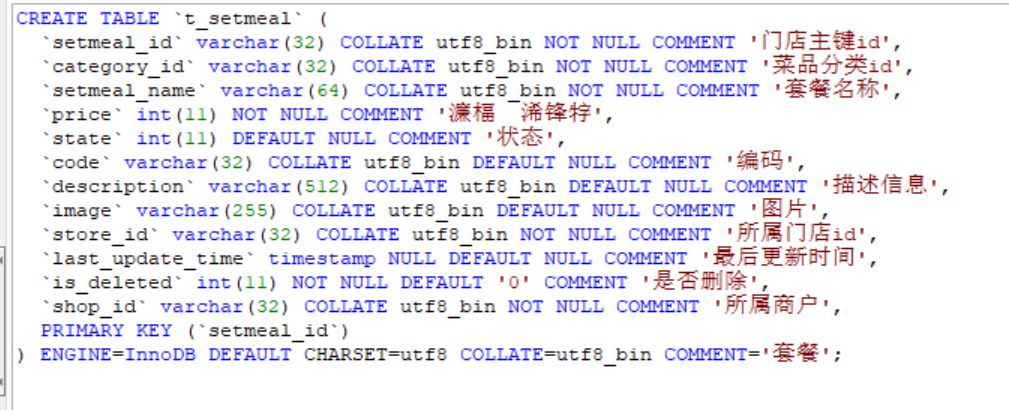 CREATE TABLE `t_setmeal` (
  `setmeal_id` varchar(32) COLLATE utf8_bin NOT NULL COMMENT '门店主键id',
  `category_id` varchar(32) COLLATE utf8_bin NOT NULL COMMENT '菜品分类id',
  `setmeal_name` varchar(64) COLLATE utf8_bin NOT NULL COMMENT '套餐名称',
  `price` int(11) NOT NULL COMMENT '濂楅  浠锋牸',
  `state` int(11) DEFAULT NULL COMMENT '状态',
  `code` varchar(32) COLLATE utf8_bin DEFAULT NULL COMMENT '编码',
  `description` varchar(512) COLLATE utf8_bin DEFAULT NULL COMMENT '描述信息',
  `image` varchar(255) COLLATE utf8_bin DEFAULT NULL COMMENT '图片',
  `store_id` varchar(32) COLLATE utf8_bin NOT NULL COMMENT '所属门店id',
  `last_update_time` timestamp NULL DEFAULT NULL COMMENT '最后更新时间',
  `is_deleted` int(11) NOT NULL DEFAULT '0' COMMENT '是否删除',
  `shop_id` varchar(32) COLLATE utf8_bin NOT NULL COMMENT '所属商户',
  PRIMARY KEY (`setmeal_id`)
) ENGINE=InnoDB DEFAULT CHARSET=utf8 COLLATE=utf8_bin COMMENT='套餐';